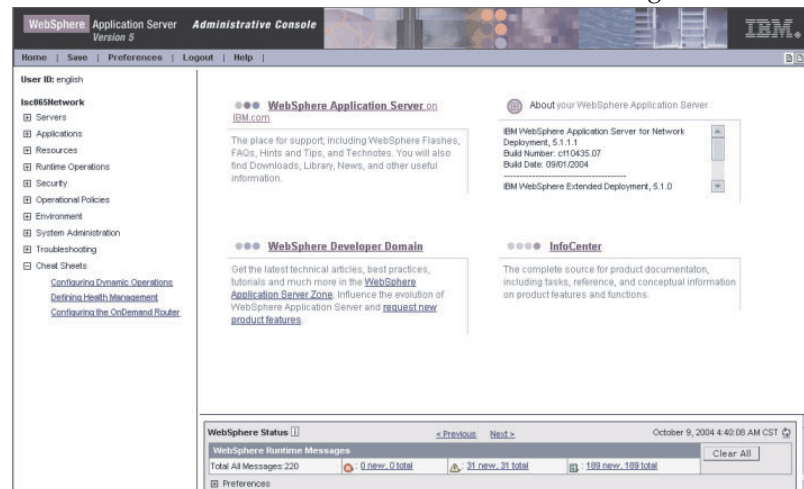 WebSphere Application Server Administrative Console
Version 5
IBM.
Home | Save | Preferences | Logout | Help |
User ID: english
lsc065Network
Servers
Applications
Resources
Runtime Operations
Security
Operational Policies
Environment
System Administration
Troubleshooting
Cheat Sheets
Configuring Dynamic Operations
Defining Health Management
Configuring the OnDemand Router
WebSphere Application Server on
IBM.com
The place for support, including WebSphere Flashes,
FAQs, Hints and Tips, and Technotes. You will also
find Downloads, Library, News, and other useful
information.
About your WebSphere Application Server
IBM WebSphere Application Server for Network
Deployment, 5.1.1.1
Build Number: cf110435.07
Build Date: 09/01/2004
------------------------------------
IBM WebSphere Extended Deployment, 5.1.0
WebSphere Developer Domain
Get the latest technical articles, best practices,
tutorials and much more in the WebSphere
Application Server Zone. Influence the evolution of
WebSphere Application Server and request new
product features.
InfoCenter
The complete source for product documentaton,
including tasks, reference, and conceptual information
on product features and functions.
WebSphere Status
< Previous Next >
October 9, 2004 4:40:08 AM CST
WebSphere Runtime Messages
Clear All
Total All Messages:220
: 0 new, 0 total
: 31 new, 31 total
: 189 new, 189 total
Preferences